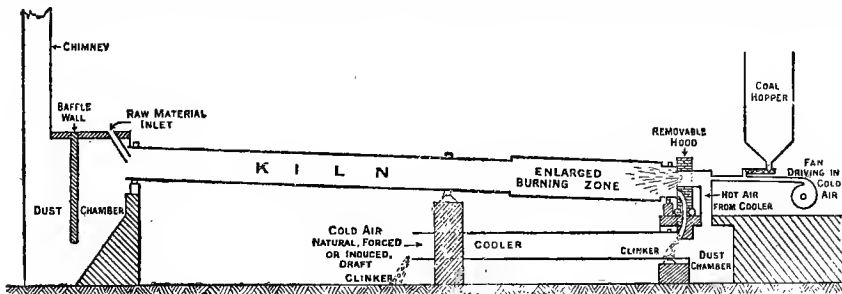 CHIMNEY
BAFFLE
WALL
RAW MATERIAL
INLET
COAL
HOPPER
REMOVABLE
HOOD
FAN
DRIVING IN
COLD
AIR
KILN
ENLARGED
BURNING ZONE
HOT AIR
FROM COOLER
DUST
CHAMBER
COLD AIR
NATURAL, FORCED
OR INDUCED,
DRAFT
CLINKER
COOLER
CLINKER
DUST
CHAMBER